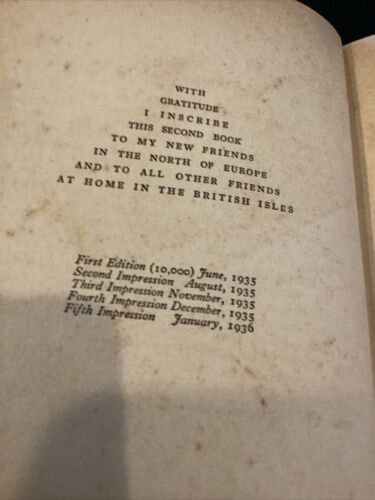 WITH
GRATITUDE
I INSCRIBE
THIS SECOND BOOK
TO MY NEW FRIENDS
IN THE NORTH OF EUROPE
AND TO ALL OTHER FRIENDS
AT HOME IN THE BRITISH ISLES
First Edition (10,000) June, 1935
Second Impression August, 1935
Third Impression November, 1935
Fourth Impression December, 1935
Fifth Impression January, 1936